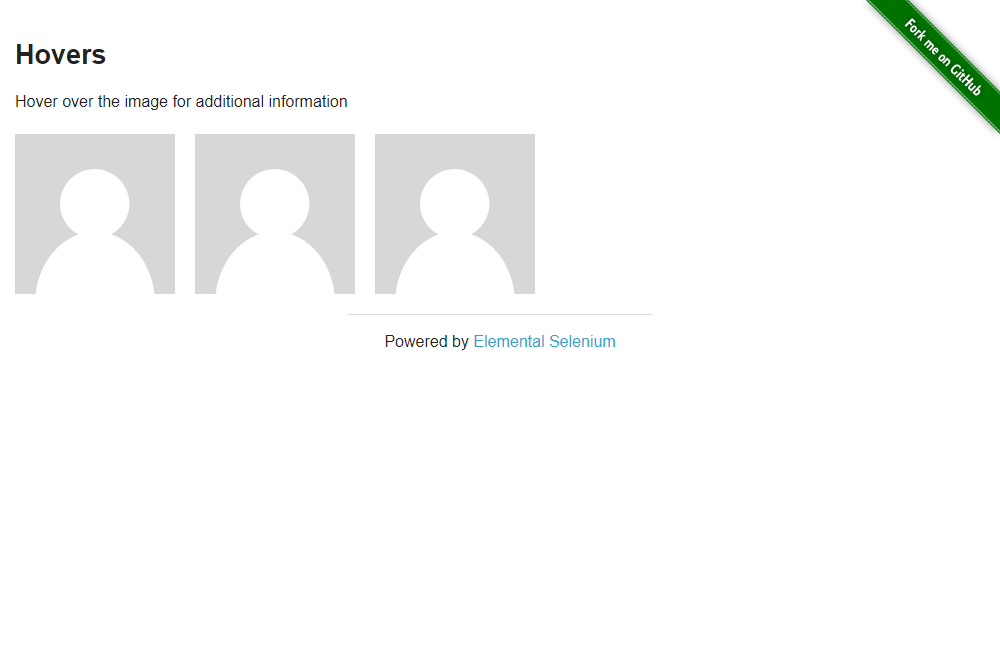 Hovers
Hover over the image for additional information
Powered by Elemental Selenium
Fork me on GitHub